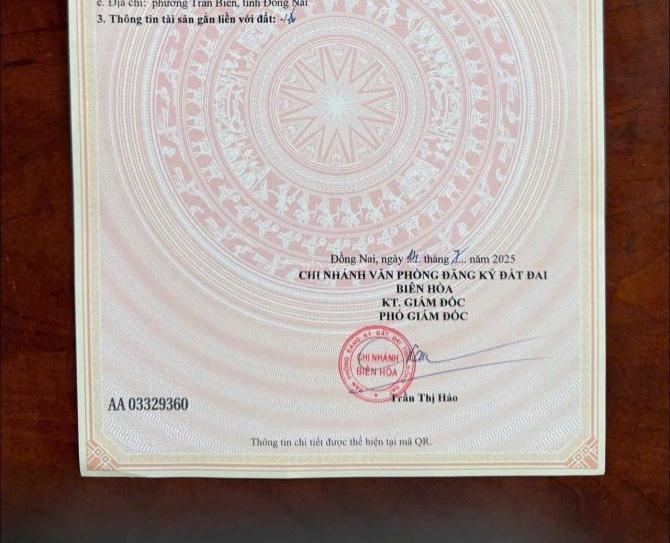 c. Địa chỉ: phường Trấn Biên, tỉnh Đồng Nai
3. Thông tin tài sản gắn liền với đất: -/-
Đồng Nai, ngày tháng 7 năm 2025
CHI NHÁNH VĂN PHÒNG ĐĂNG KÝ ĐẤT ĐAI
BIÊN HÒA
KT. GIÁM ĐỐC
PHÓ GIÁM ĐỐC
CHI NHÁNH
BIÊN HÒA
Trần Thị Hảo
AA 03329360
Thông tin chi tiết được thể hiện tại mã QR.